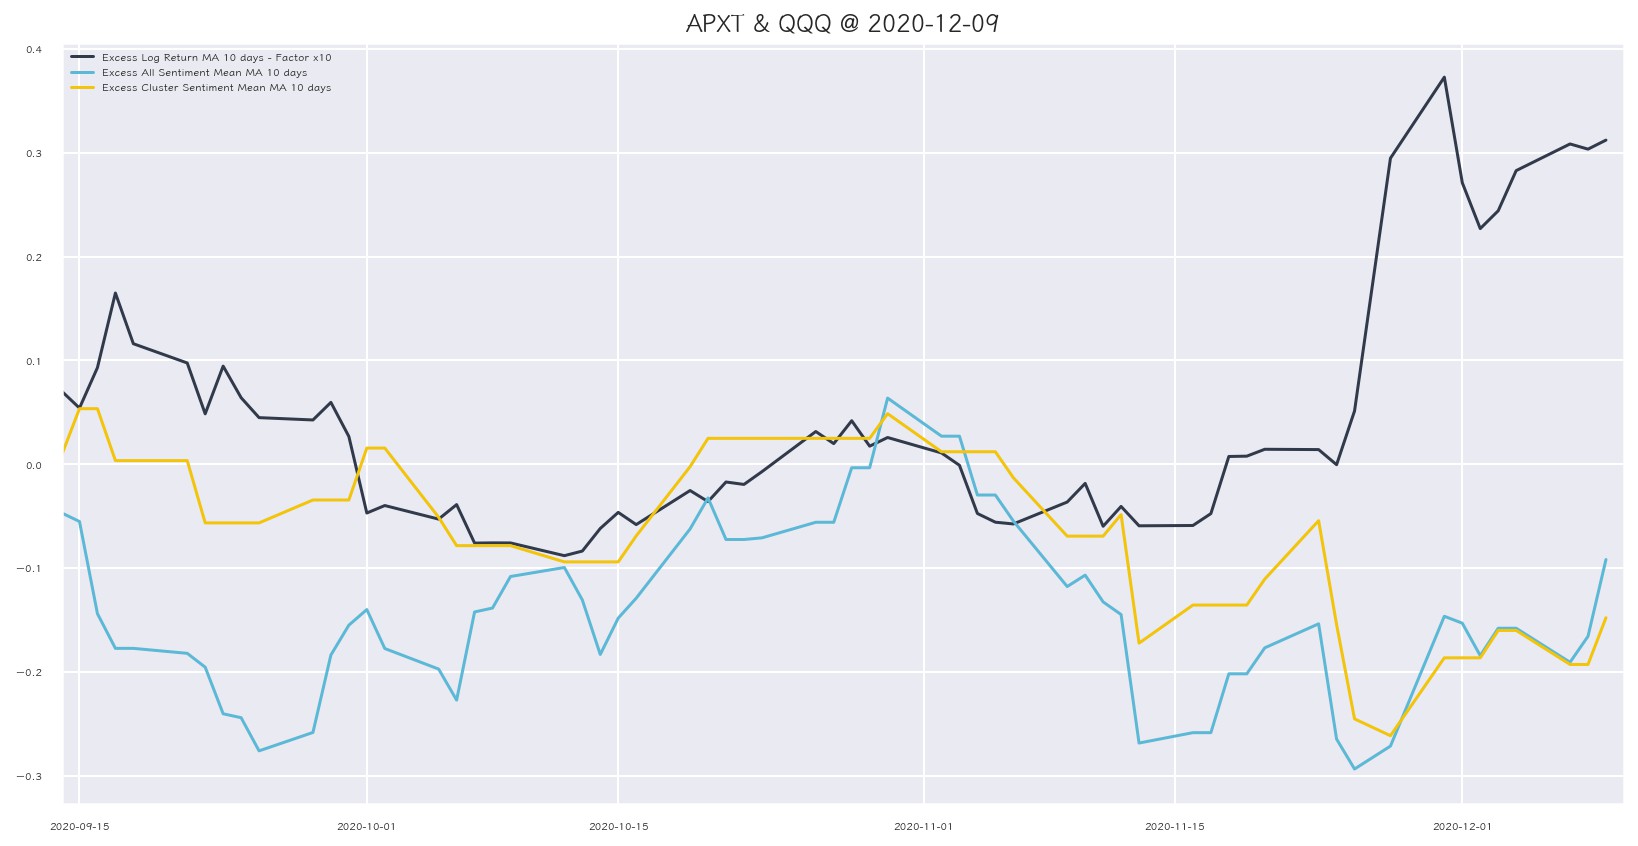 APXT & QQQ @ 2020-12-09
0.4
Excess Log Return MA 10 days - Factor x10
Excess All Sentiment Mean MA 10 days
Excess Cluster Sentiment Mean MA 10 days
0.3
0.2
0.1
0.0
−0.1
−0.2
−0.3
2020-09-15 2020-10-01 2020-10-15 2020-11-01 2020-11-15 2020-12-01